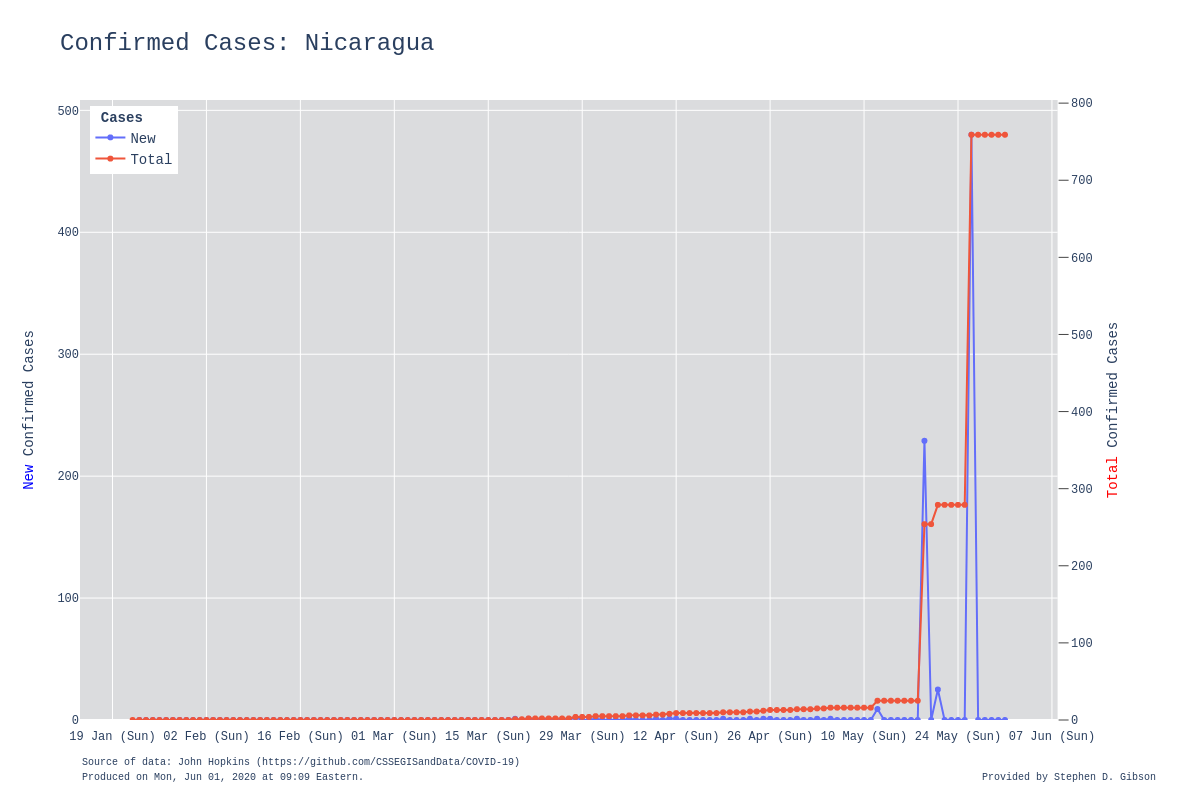 Confirmed Cases: Nicaragua
Cases
New
Total
500
400
300
200
100
0
800
700
600
500
400
300
200
100
0
New Confirmed Cases
Total Confirmed Cases
19 Jan (Sun) 02 Feb (Sun) 16 Feb (Sun) 01 Mar (Sun) 15 Mar (Sun) 29 Mar (Sun) 12 Apr (Sun) 26 Apr (Sun) 10 May (Sun) 24 May (Sun) 07 Jun (Sun)
Source of data: John Hopkins (https://github.com/CSSEGISandData/COVID-19)
Produced on Mon, Jun 01, 2020 at 09:09 Eastern.
Provided by Stephen D. Gibson